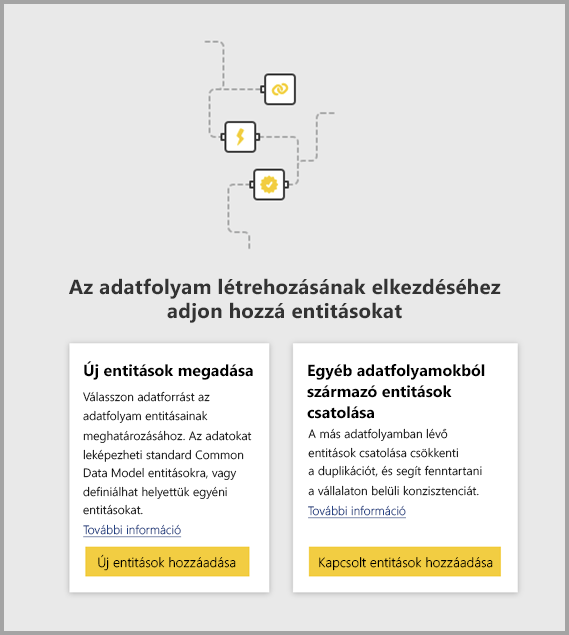 Az adatfolyam létrehozásának elkezdéséhez
adjon hozzá entitásokat
Új entitások megadása
Válasszon adatforrást az
adatfolyam entitásainak
meghatározásához. Az adatokat
leképezheti standard Common
Data Model entitásokra, vagy
definiálhat helyettük egyéni
entitásokat.
További információ
Új entitások hozzáadása
Egyéb adatfolyamokból
származó entitások
csatolása
A más adatfolyamban lévő
entitások csatolása csökkenti
a duplikációt, és segít fenntartani
a vállalaton belüli konzisztenciát.
További információ
Kapcsolt entitások hozzáadása